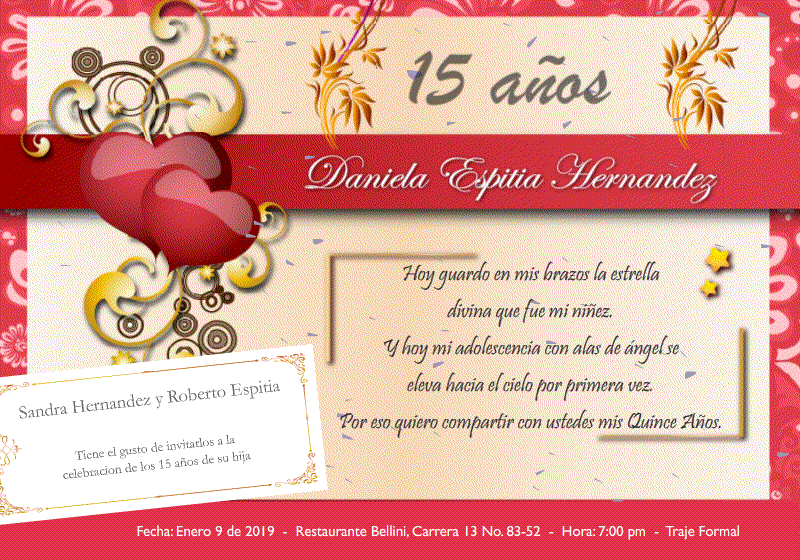 15 años
Daniela Espitia Hernandez
Hoy guardo en mis brazos la estrella
divina que fue mi niñez.
Y hoy mi adolescencia con alas de ángel se
eleva hacia el cielo por primera vez.
Por eso quiero compartir con ustedes mis Quince Años.
Sandra Hernandez y Roberto Espitia
Tiene el gusto de invitarlos a la
celebracion de los 15 años de su hija
Fecha: Enero 9 de 2019 - Restaurante Bellini, Carrera 13 No. 83-52 - Hora: 7:00 pm - Traje Formal